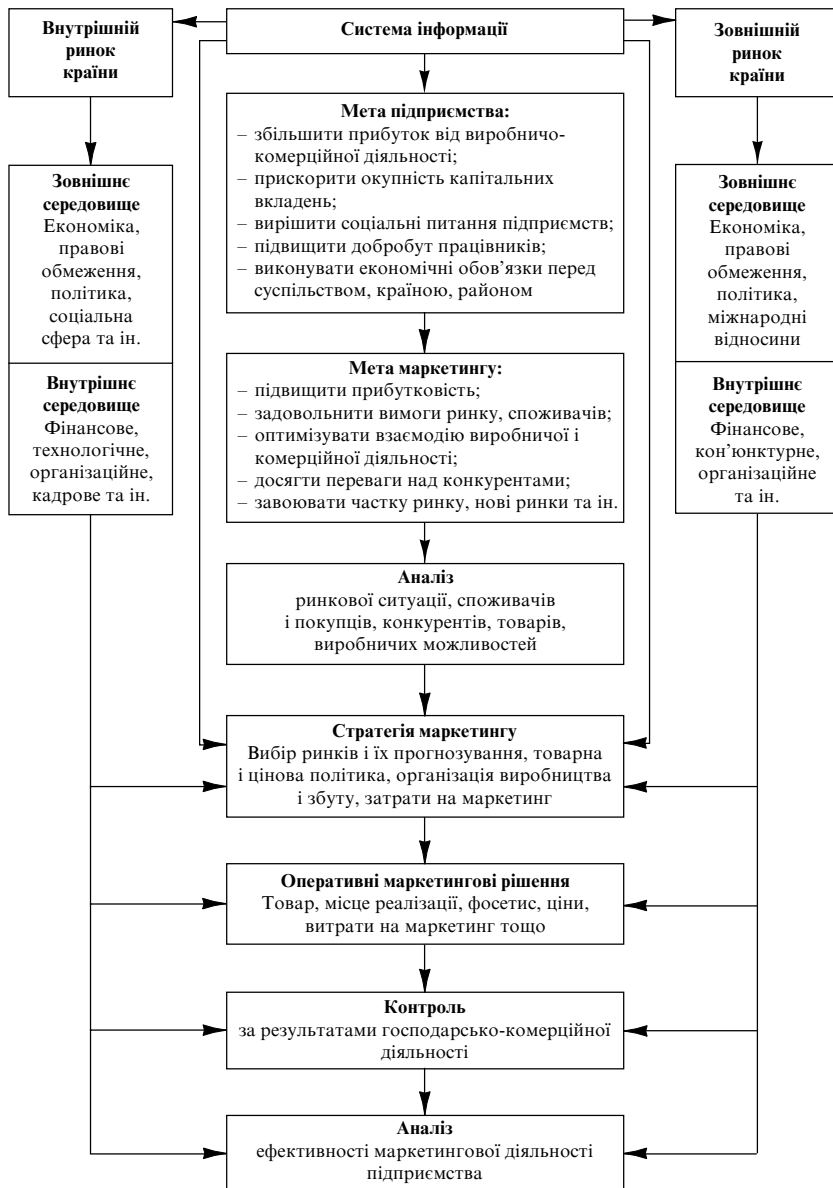 Внутрішній
ринок
країни
Система інформації
Зовнішній
ринок
країни
Мета підприємства:
– збільшити прибуток від виробничо-
комерційної діяльності;
– прискорити окупність капітальних
вкладень;
– вирішити соціальні питання підприємств;
– підвищити добробут працівників;
– виконувати економічні обов’язки перед
суспільством, країною, районом
Зовнішнє
середовище
Економіка,
правові
обмеження,
політика,
соціальна
сфера та ін.
Внутрішнє
середовище
Фінансове,
технологічне,
організаційне,
кадрове та ін.
Зовнішнє
середовище
Економіка,
правові
обмеження,
політика,
міжнародні
відносини
Внутрішнє
середовище
Фінансове,
кон’юнктурне,
організаційне
та ін.
Мета маркетингу:
– підвищити прибутковість;
– задовольнити вимоги ринку, споживачів;
– оптимізувати взаємодію виробничої і
комерційної діяльності;
– досягти переваги над конкурентами;
– завоювати частку ринку, нові ринки та ін.
Аналіз
ринкової ситуації, споживачів
і покупців, конкурентів, товарів,
виробничих можливостей
Стратегія маркетингу
Вибір ринків і їх прогнозування, товарна
і цінова політика, організація виробництва
і збуту, затрати на маркетинг
Оперативні маркетингові рішення
Товар, місце реалізації, фосетис, ціни,
витрати на маркетинг тощо
Контроль
за результатами господарсько-комерційної
діяльності
Аналіз
ефективності маркетингової діяльності
підприємства